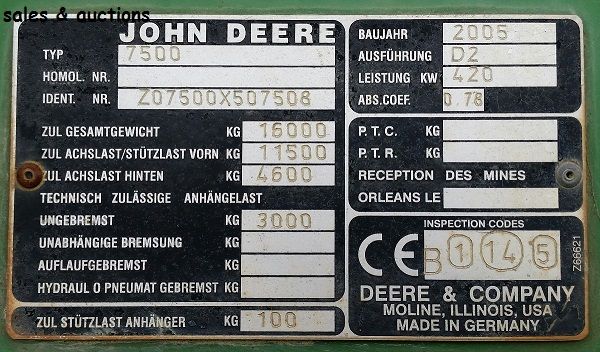 sales & auctions
JOHN DEERE
TYP 7500
HOMOL. NR.
IDENT. NR. Z07500X507508
ZUL GESAMTGEWICHT KG 16000
ZUL ACHSLAST/STÜTZLAST VORN KG 11500
ZUL ACHSLAST HINTEN KG 4600
TECHNISCH ZULÄSSIGE ANHÄNGELAST
UNGEBREMST KG 3000
UNABHÄNGIGE BREMSUNG KG
AUFLAUFGEBREMST KG
HYDRAUL O PNEUMAT GEBREMST KG
ZUL STÜTZLAST ANHÄNGER KG 100
BAUJAHR 2005
AUSFÜHRUNG D2
LEISTUNG KW 420
ABS.COEF. 0.78
P.T.C. KG
P.T.R. KG
RECEPTION DES MINES
ORLEANS LE
INSPECTION CODES
CE B 1 14 5
Z66621
DEERE & COMPANY
MOLINE, ILLINOIS, USA
MADE IN GERMANY